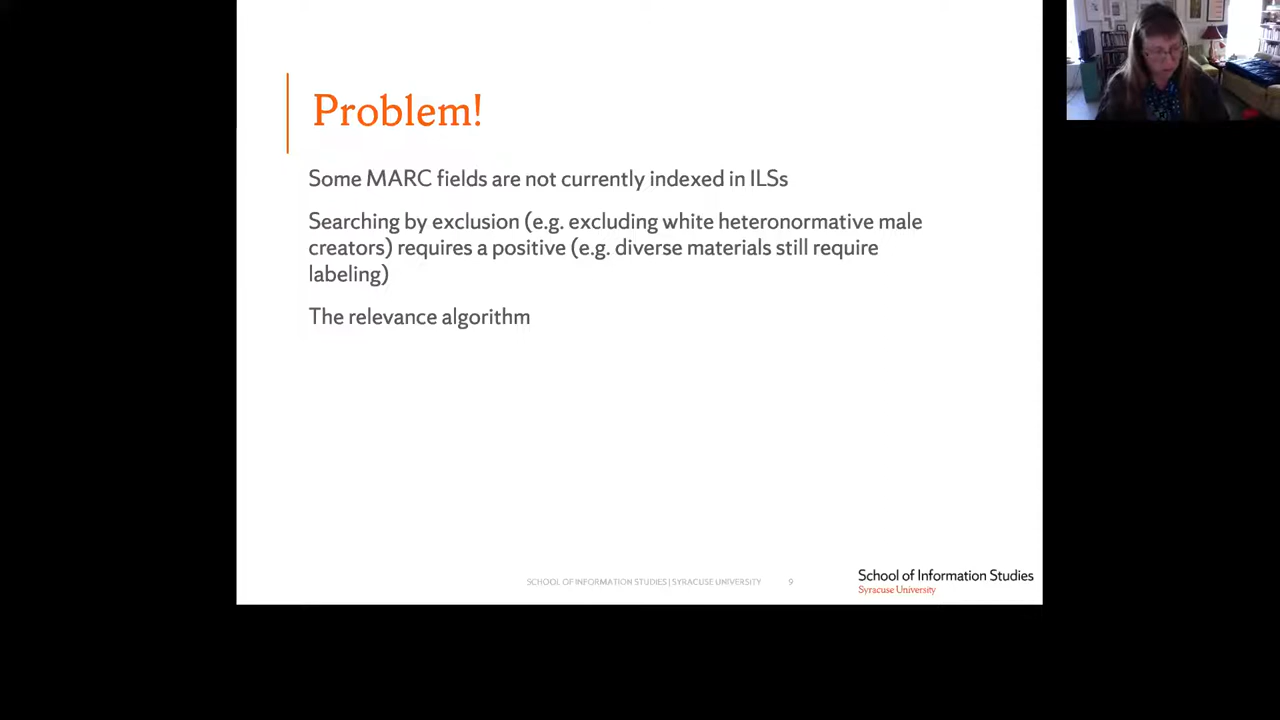 Problem!
Some MARC fields are not currently indexed in ILSs
Searching by exclusion (e.g. excluding white heteronormative male
creators) requires a positive (e.g. diverse materials still require
labeling)
The relevance algorithm
SCHOOL OF INFORMATION STUDIES | SYRACUSE UNIVERSITY 9
School of Information Studies
Syracuse University